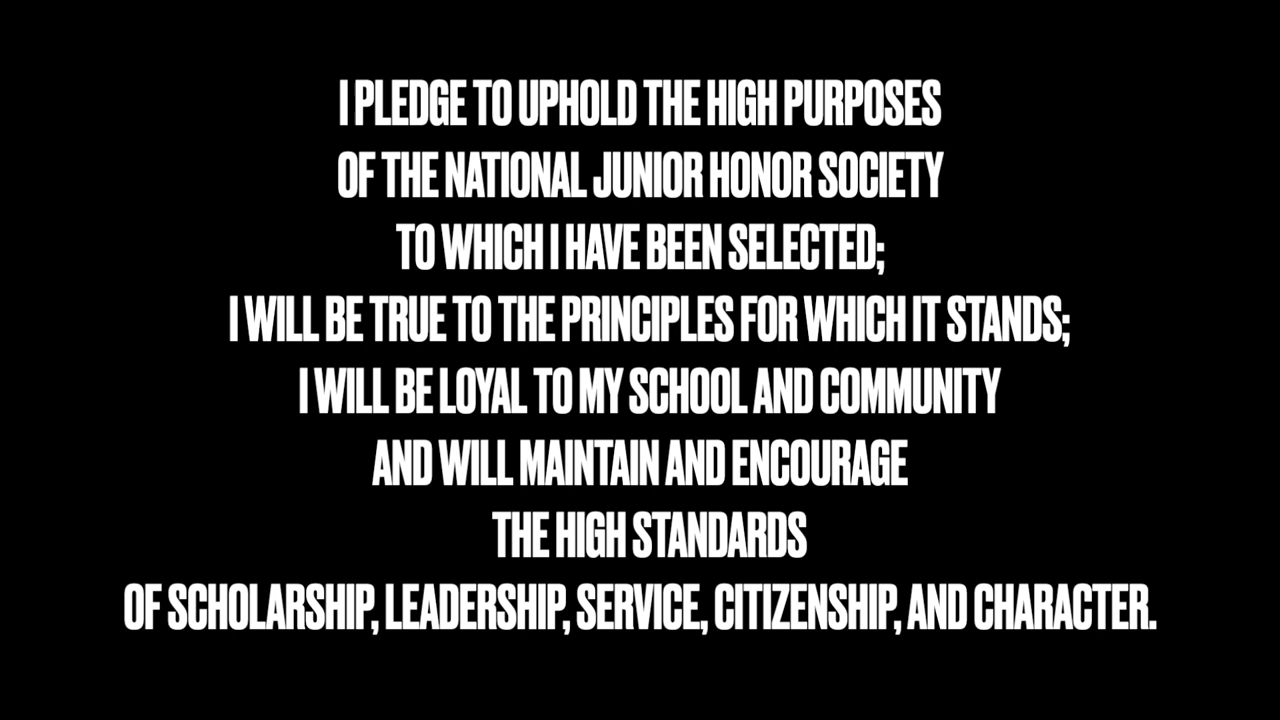 I PLEDGE TO UPHOLD THE HIGH PURPOSES
OF THE NATIONAL JUNIOR HONOR SOCIETY
TO WHICH I HAVE BEEN SELECTED;
I WILL BE TRUE TO THE PRINCIPLES FOR WHICH IT STANDS;
I WILL BE LOYAL TO MY SCHOOL AND COMMUNITY
AND WILL MAINTAIN AND ENCOURAGE
THE HIGH STANDARDS
OF SCHOLARSHIP, LEADERSHIP, SERVICE, CITIZENSHIP, AND CHARACTER.